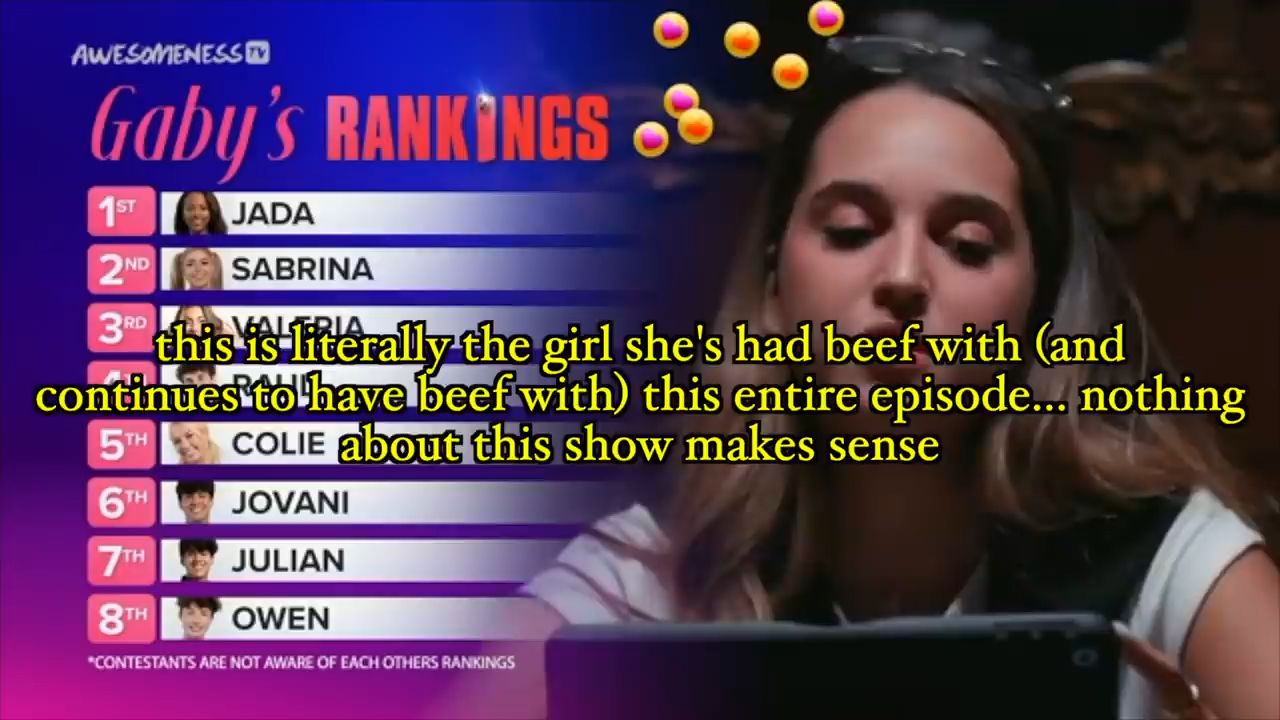 AWESOMENESS TV
Gaby's RANKINGS
1ST JADA
2ND SABRINA
3RD VALERIA
this is literally the girl she's had beef with (and
continues to have beef with) this entire episode... nothing
about this show makes sense
5TH COLIE
6TH JOVANI
7TH JULIAN
8TH OWEN
*CONTESTANTS ARE NOT AWARE OF EACH OTHERS RANKINGS